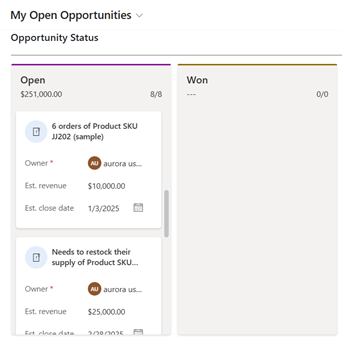 My Open Opportunities
Opportunity Status
Open
$251,000.00 8/8
6 orders of Product SKU
JJ202 (sample)
Owner * AU aurora us...
Est. revenue $10,000.00
Est. close date 1/3/2025
Needs to restock their
supply of Product SKU...
Owner * AU aurora us...
Est. revenue $25,000.00
Est. close date 2/28/2025
Won
--- 0/0